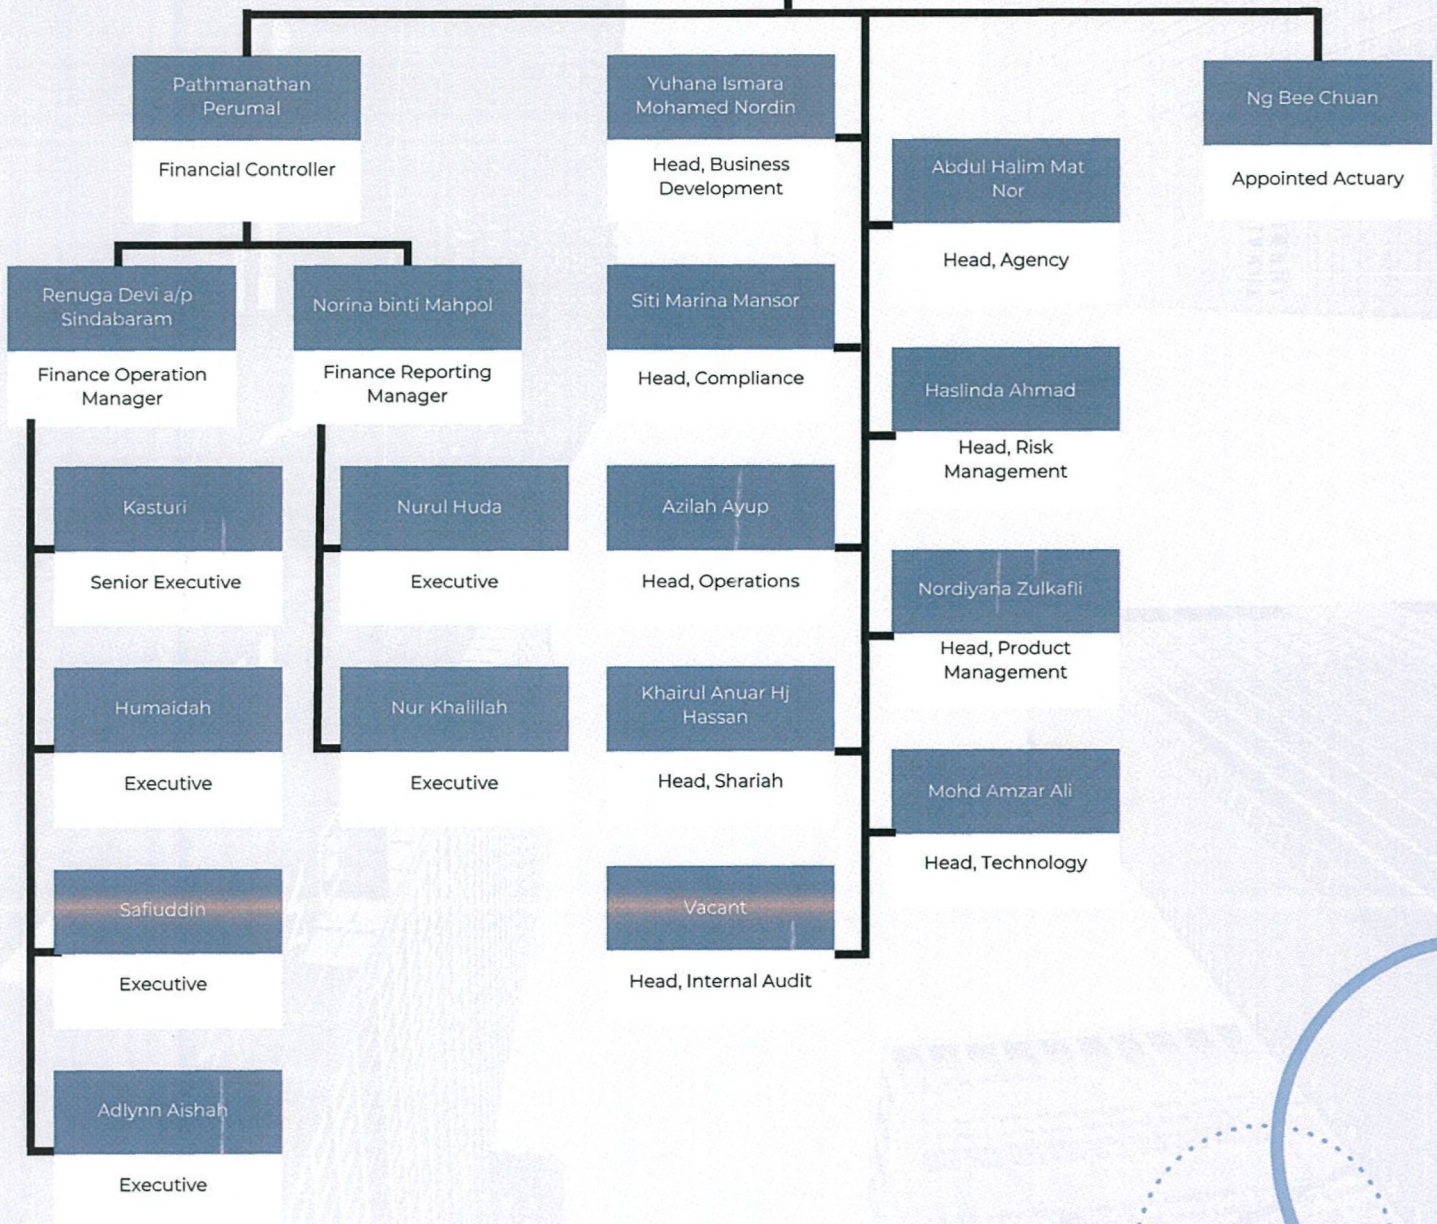 Pathmanathan
Perumal
Financial Controller
Renuga Devi a/p
Sindabaram
Finance Operation
Manager
Kasturi
Senior Executive
Humaidah
Executive
Safiuddin
Executive
Adlynn Aishah
Executive
Norina binti Mahpol
Finance Reporting
Manager
Nurul Huda
Executive
Nur Khalillah
Executive
Yuhana Ismara
Mohamed Nordin
Head, Business
Development
Siti Marina Mansor
Head, Compliance
Azilah Ayup
Head, Operations
Khairul Anuar Hj
Hassan
Head, Shariah
Vacant
Head, Internal Audit
Abdul Halim Mat
Nor
Head, Agency
Haslinda Ahmad
Head, Risk
Management
Nordiyana Zulkafli
Head, Product
Management
Mohd Amzar Ali
Head, Technology
Ng Bee Chuan
Appointed Actuary